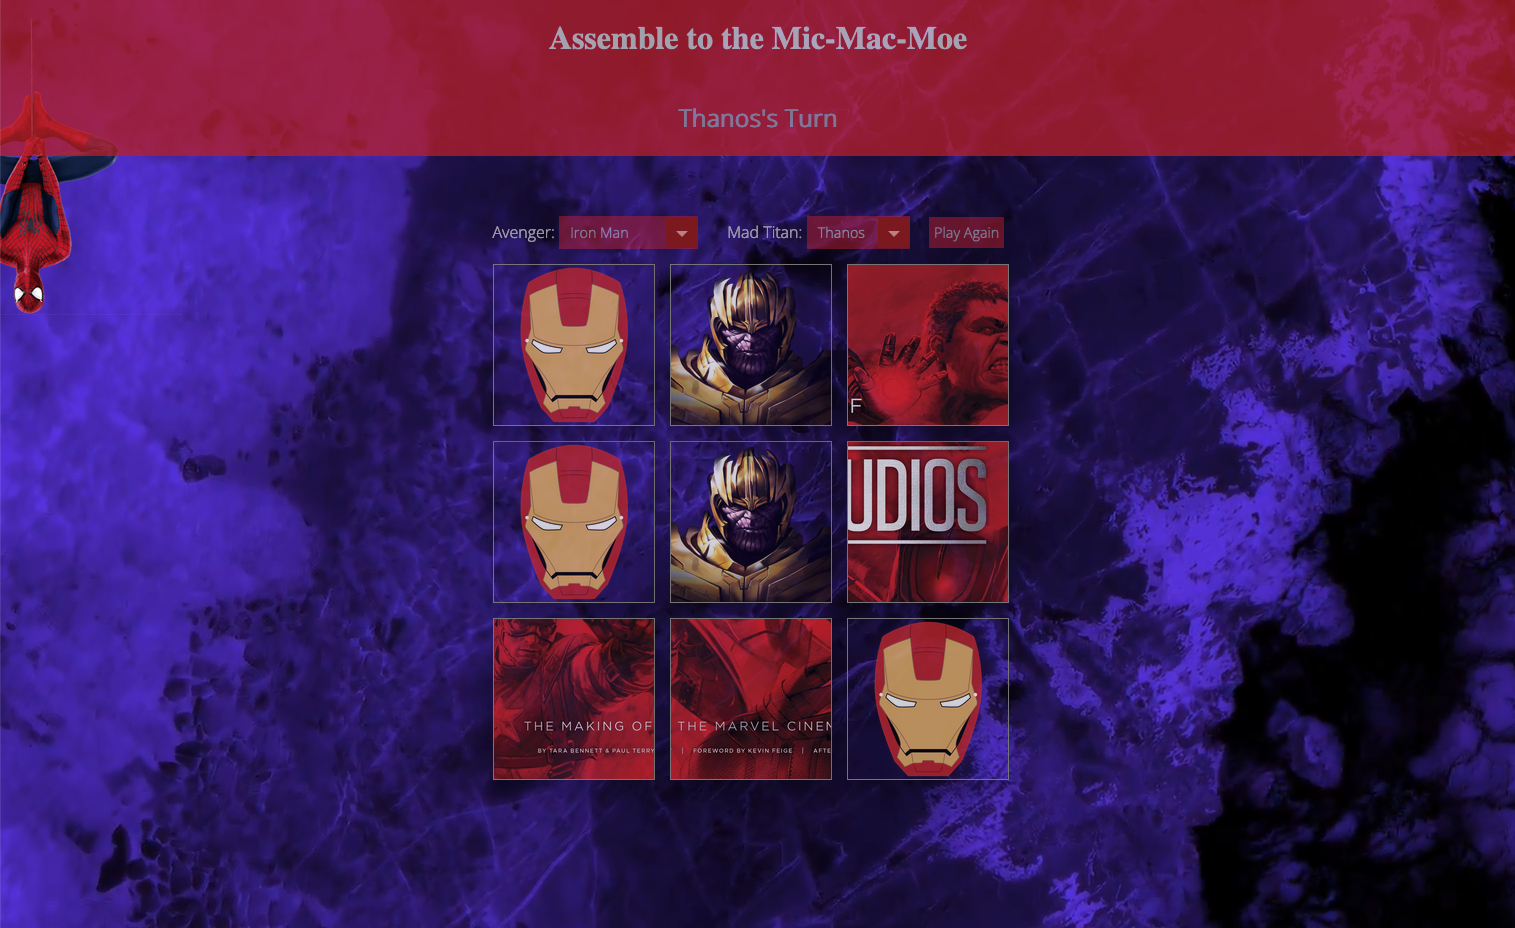 Assemble to the Mic-Mac-Moe
Thanos's Turn
Avenger: Iron Man Mad Titan: Thanos Play Again
F
UDIOS
THE MAKING OF THE MARVEL CINEM
BY TARA BENNETT & PAUL TERRY | FOREWORD BY KEVIN FEIGE | AFTE